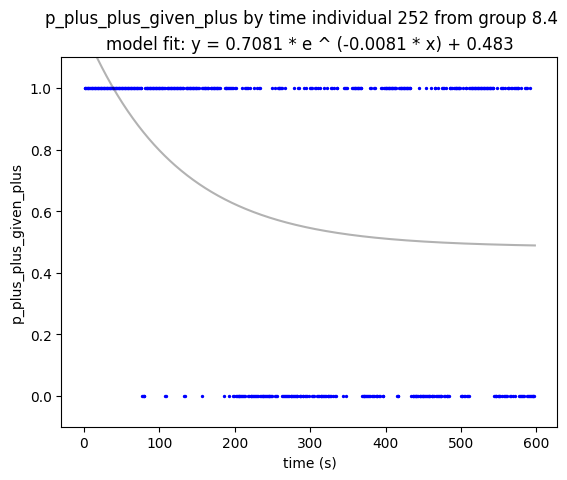 p_plus_plus_given_plus by time individual 252 from group 8.4
model fit: y = 0.7081 * e ^ (-0.0081 * x) + 0.483
1.0
0.8
0.6
0.4
0.2
0.0
p_plus_plus_given_plus
0 100 200 300 400 500 600
time (s)